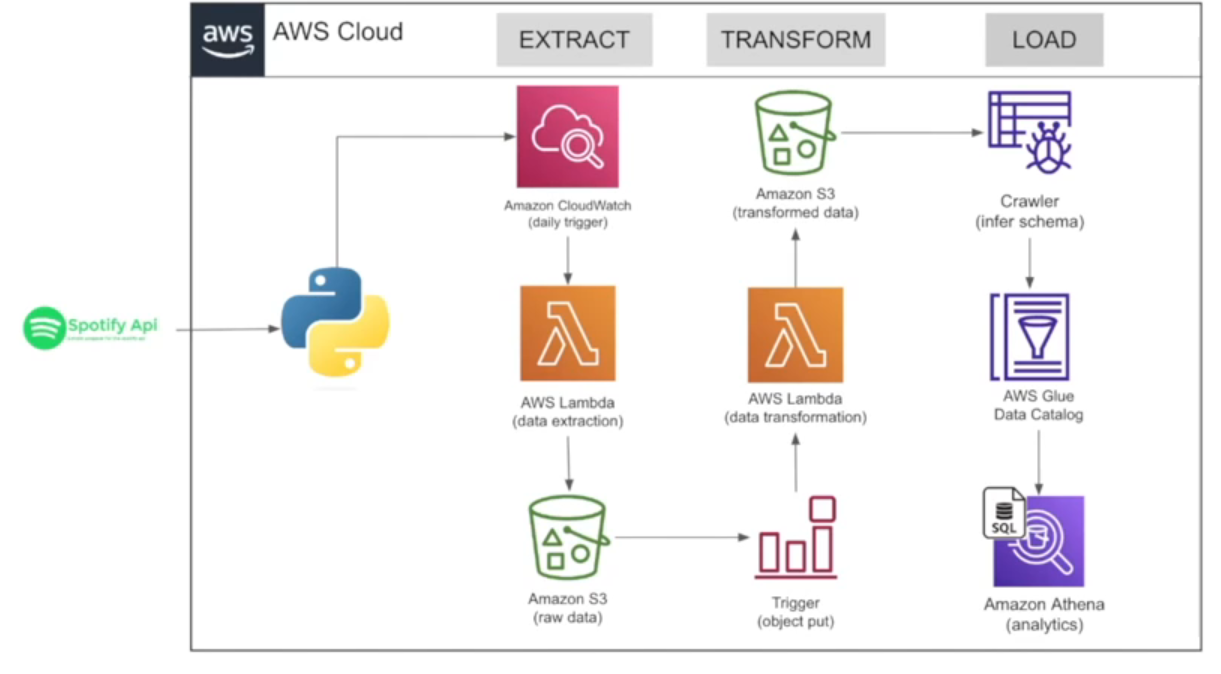 aws
AWS Cloud
EXTRACT
TRANSFORM
LOAD
Amazon CloudWatch
(daily trigger)
Amazon S3
(transformed data)
Crawler
(infer schema)
Spotify Api
AWS Lambda
(data extraction)
AWS Lambda
(data transformation)
AWS Glue
Data Catalog
SQL
Amazon S3
(raw data)
Trigger
(object put)
Amazon Athena
(analytics)